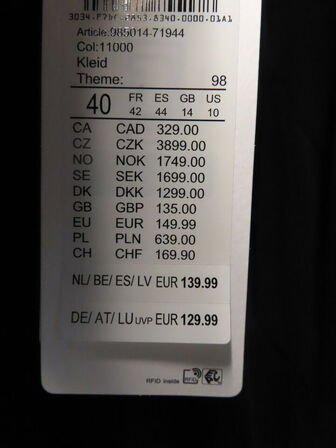 Article:985014-71944
Col:11000
Kleid
Theme: 98
40 FR ES GB US
42 44 14 10
CA CAD 329.00
CZ CZK 3899.00
NO NOK 1749.00
SE SEK 1699.00
DK DKK 1299.00
GB GBP 135.00
EU EUR 149.99
PL PLN 639.00
CH CHF 169.90
NL/ BE/ ES/ LV EUR 139.99
DE/ AT/ LU UVP EUR 129.99
RFID inside